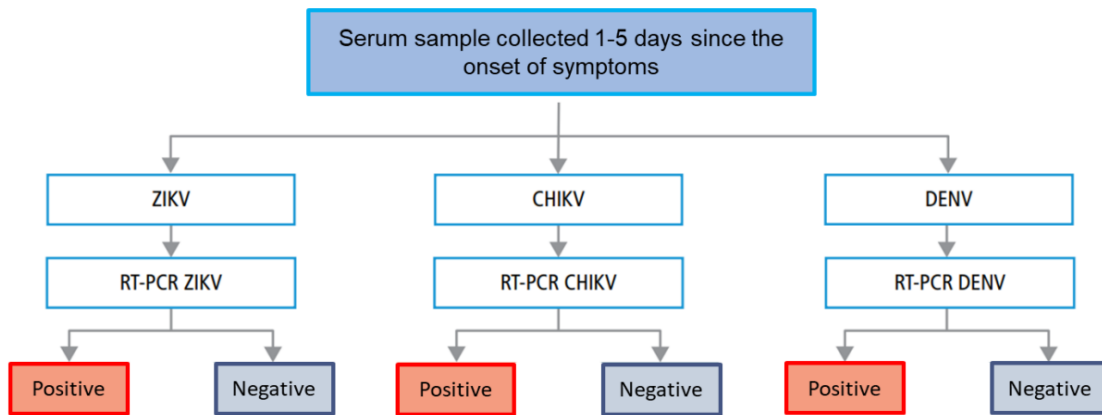 Serum sample collected 1-5 days since the
onset of symptoms
ZIKV
CHIKV
DENV
RT-PCR ZIKV
RT-PCR CHIKV
RT-PCR DENV
Positive
Negative
Positive
Negative
Positive
Negative